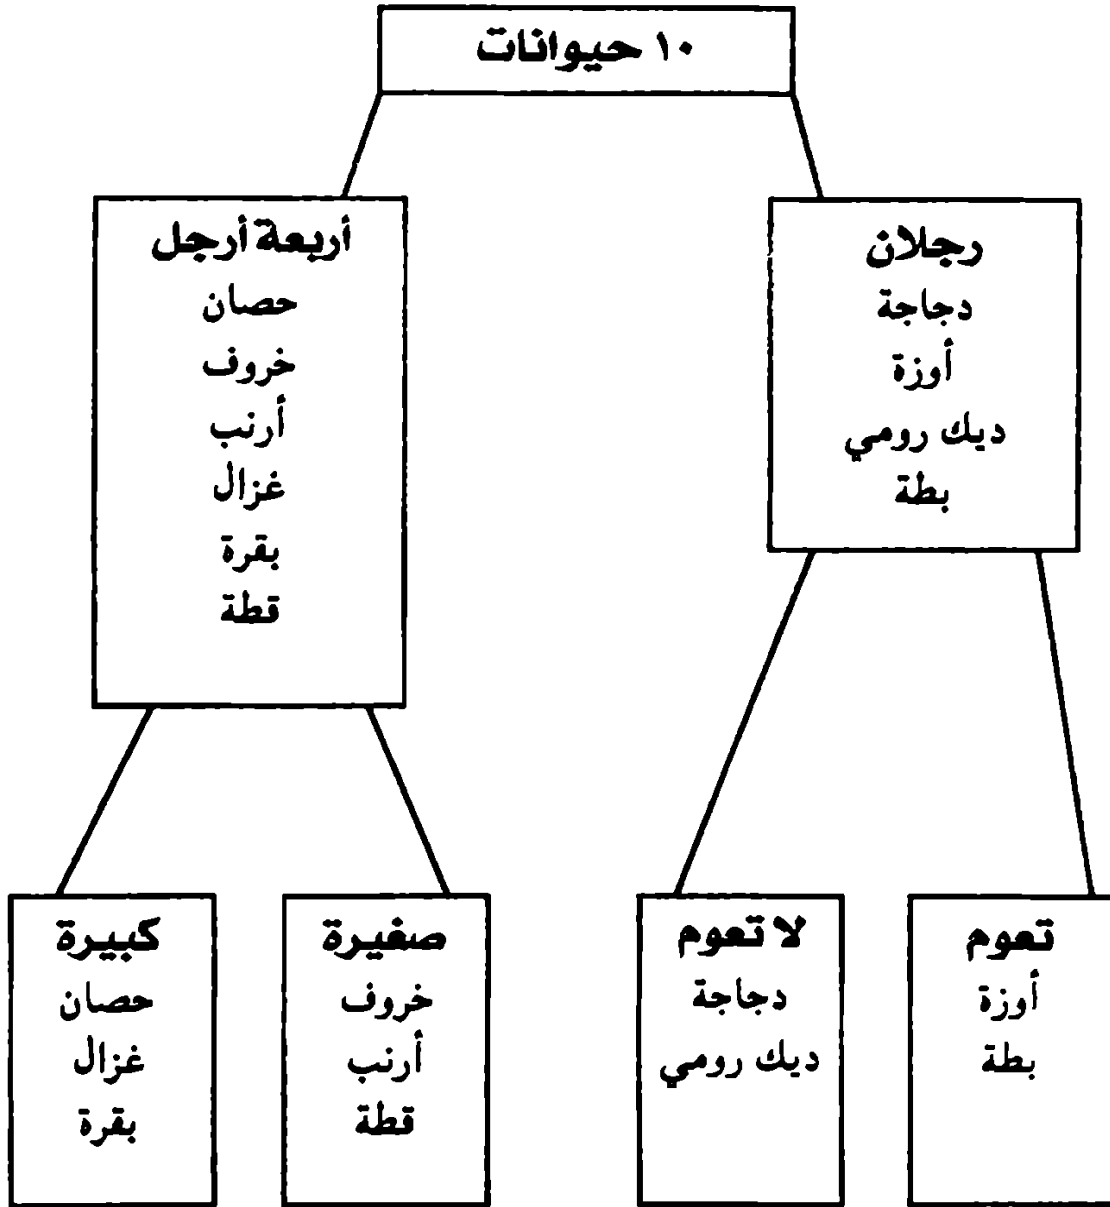 ١٠ حيوانات
رجلان
دجاجة
أوزة
ديك رومي
بطة
أربعة أرجل
حصان
خروف
أرنب
غزال
بقرة
قطة
تعوم
أوزة
بطة
لا تعوم
دجاجة
ديك رومي
صغيرة
خروف
أرنب
قطة
كبيرة
حصان
غزال
بقرة